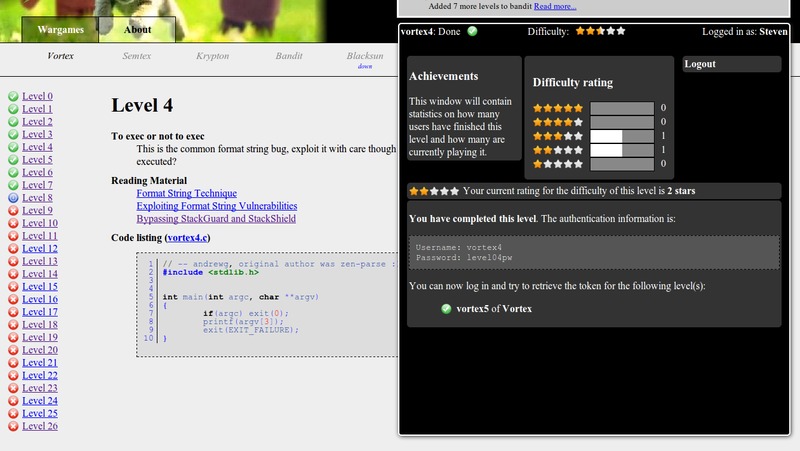 Added 7 more levels to bandit Read more...
Wargames
About
Vortex
Semtex
Krypton
Bandit
Blacksun
down
Level 0
Level 1
Level 2
Level 3
Level 4
Level 5
Level 6
Level 7
Level 8
Level 9
Level 10
Level 11
Level 12
Level 13
Level 14
Level 15
Level 16
Level 17
Level 18
Level 19
Level 20
Level 21
Level 22
Level 23
Level 24
Level 25
Level 26
Level 4
To exec or not to exec
This is the common format string bug, exploit it with care though
executed?
Reading Material
Format String Technique
Exploiting Format String Vulnerabilities
Bypassing StackGuard and StackShield
Code listing (vortex4.c)
1 // -- andrewg, original author was zen-parse :
2 #include <stdlib.h>
3
4
5 int main(int argc, char **argv)
6 {
7 if(argc) exit(0);
8 printf(argv[3]);
9 exit(EXIT_FAILURE);
10 }
vortex4: Done
Difficulty:
Logged in as: Steven
Achievements
This window will contain
statistics on how many
users have finished this
level and how many are
currently playing it.
Difficulty rating
0
0
1
1
0
Logout
Your current rating for the difficulty of this level is 2 stars
You have completed this level. The authentication information is:
Username: vortex4
Password: level04pw
You can now log in and try to retrieve the token for the following level(s):
vortex5 of Vortex